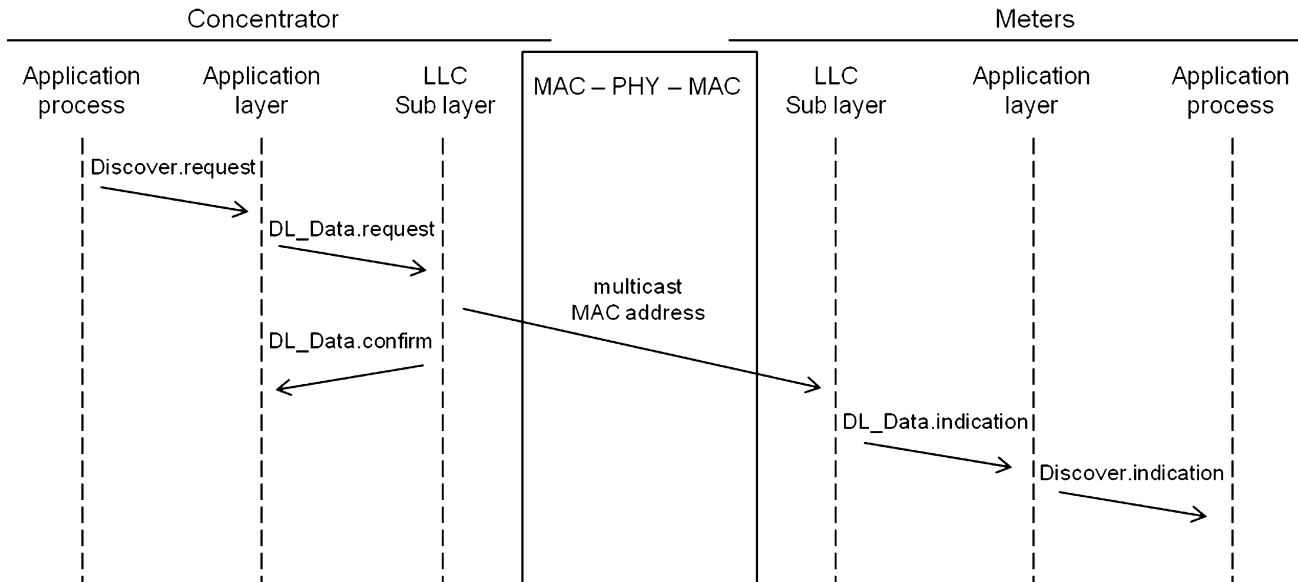 Concentrator
Meters
Application
process
Application
layer
LLC
Sub layer
MAC – PHY – MAC
LLC
Sub layer
Application
layer
Application
process
Discover.request
DL_Data.request
multicast
MAC address
DL_Data.confirm
DL_Data.indication
Discover.indication